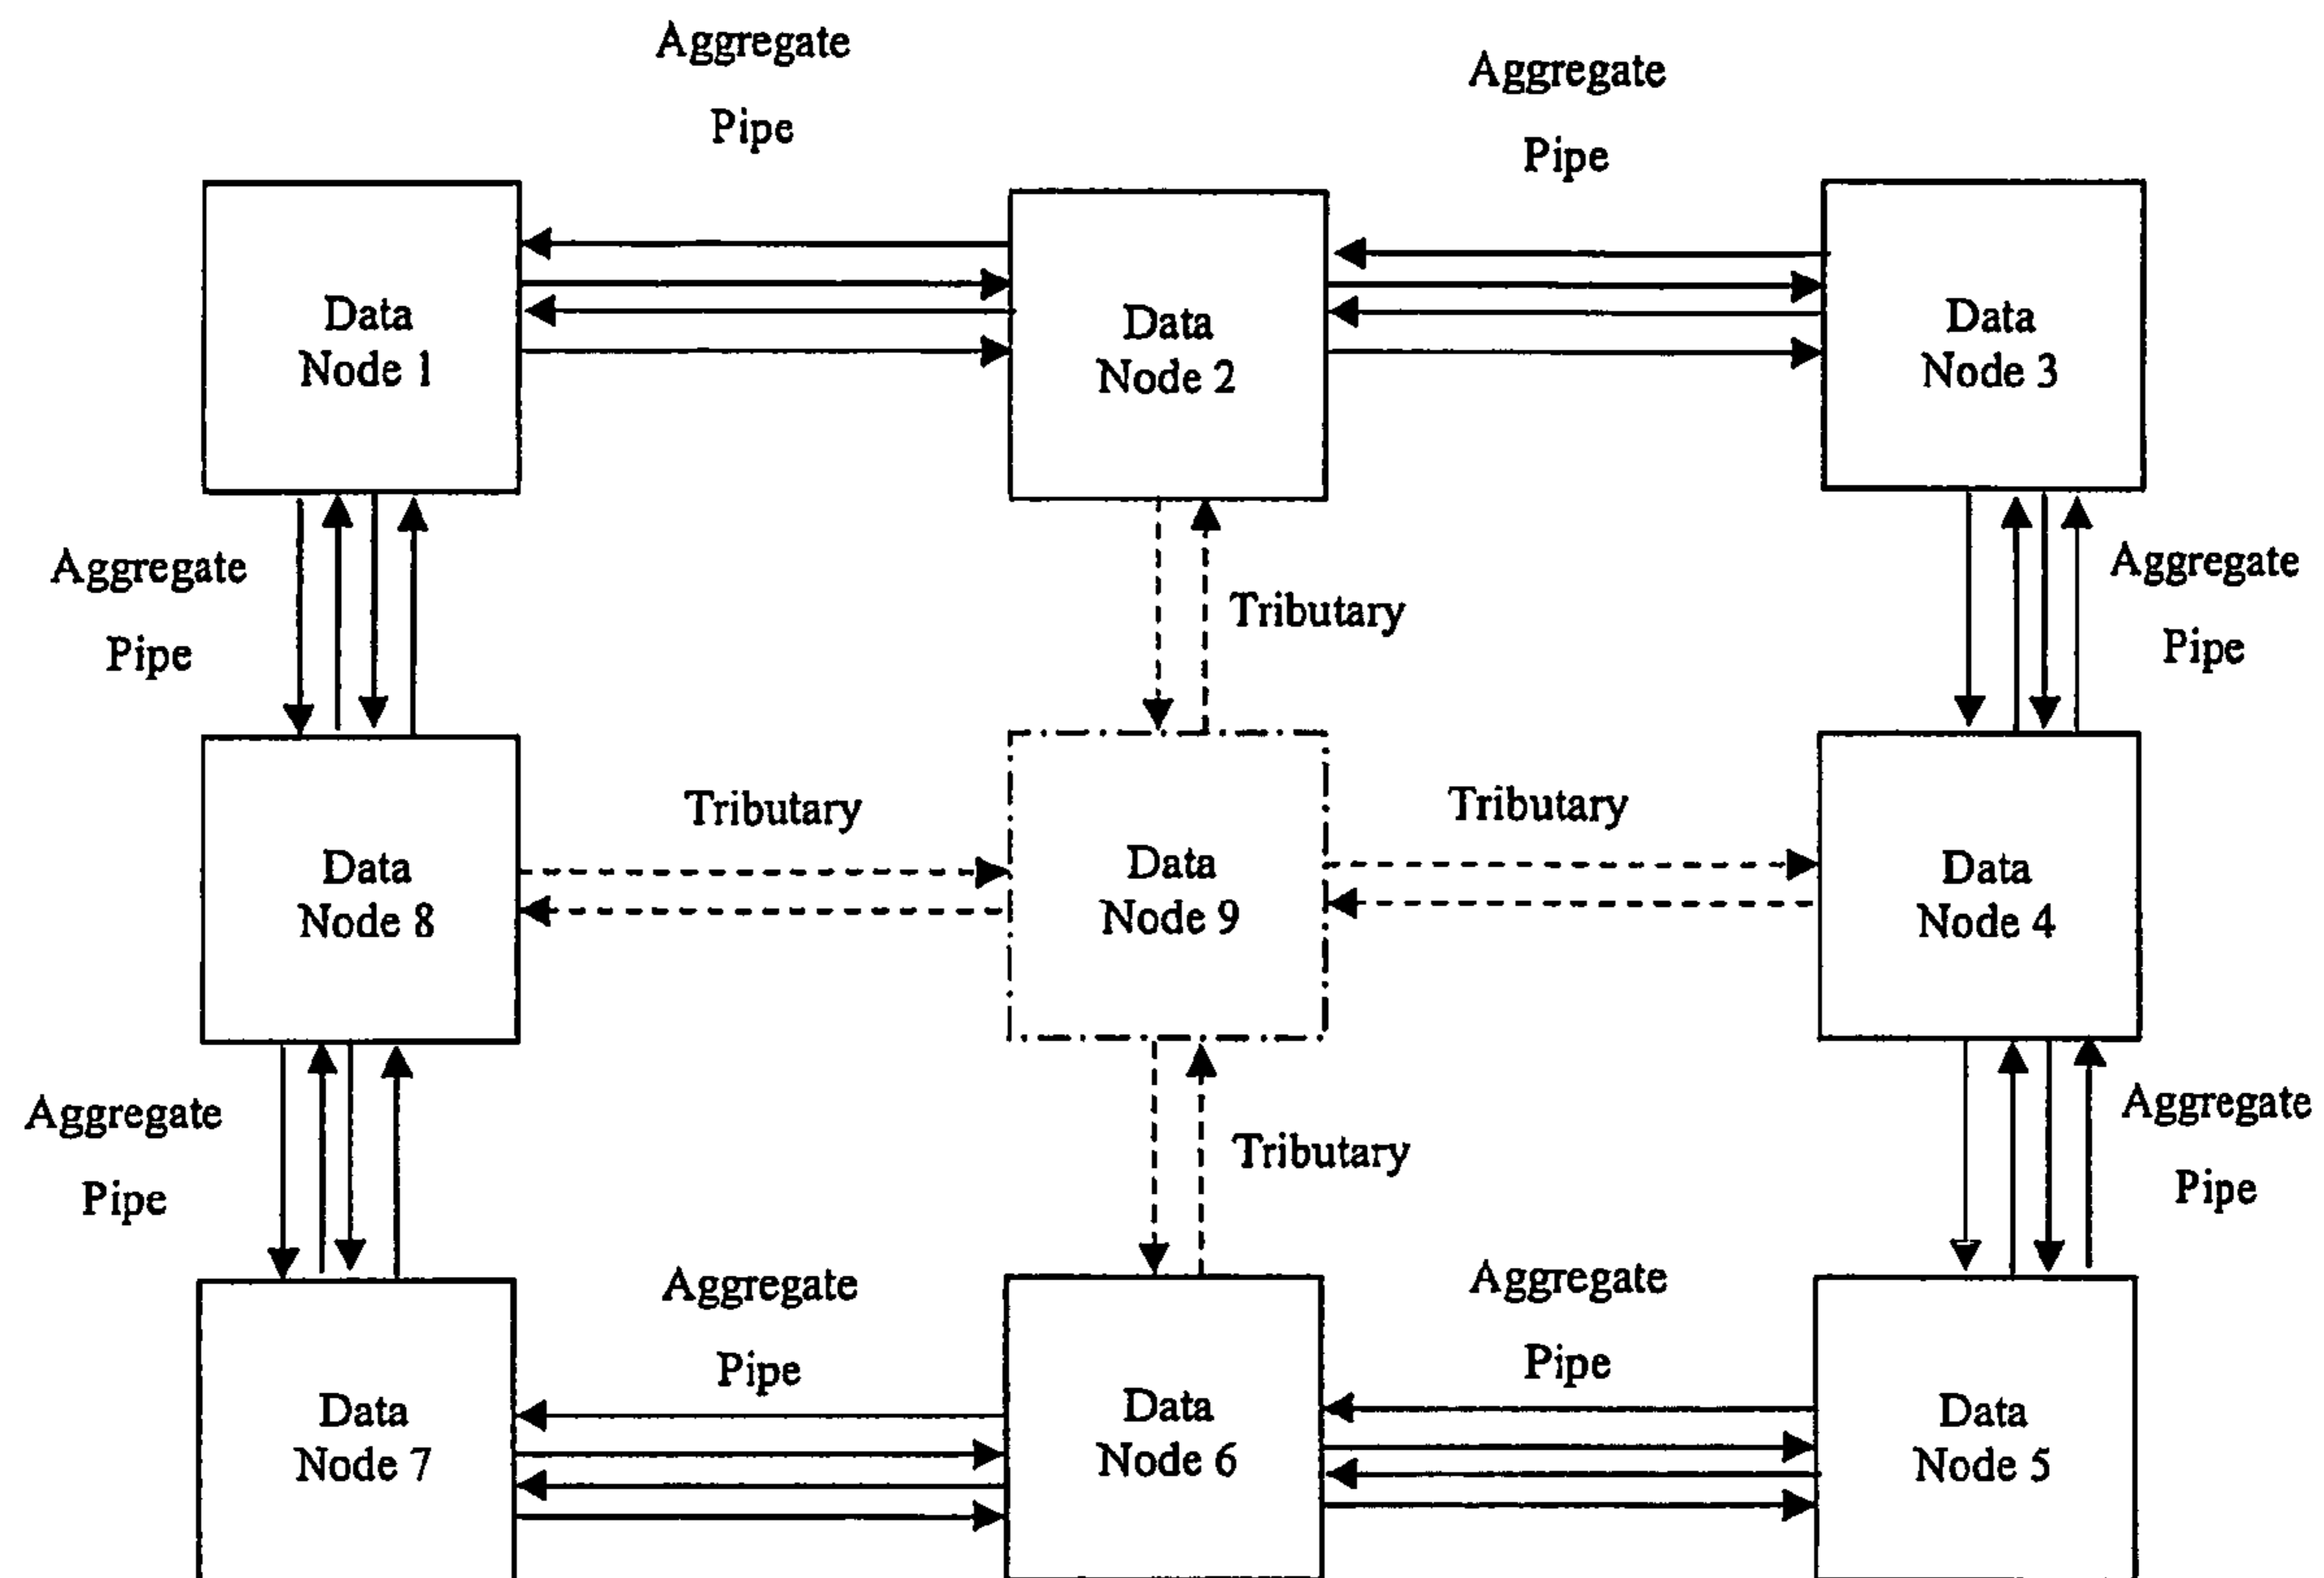 Aggregate
Pipe
Aggregate
Pipe
Data
Node 1
Data
Node 2
Data
Node 3
Aggregate
Pipe
Tributary
Aggregate
Pipe
Tributary
Tributary
Data
Node 8
Data
Node 9
Data
Node 4
Aggregate
Pipe
Tributary
Aggregate
Pipe
Aggregate
Pipe
Aggregate
Pipe
Data
Node 7
Data
Node 6
Data
Node 5